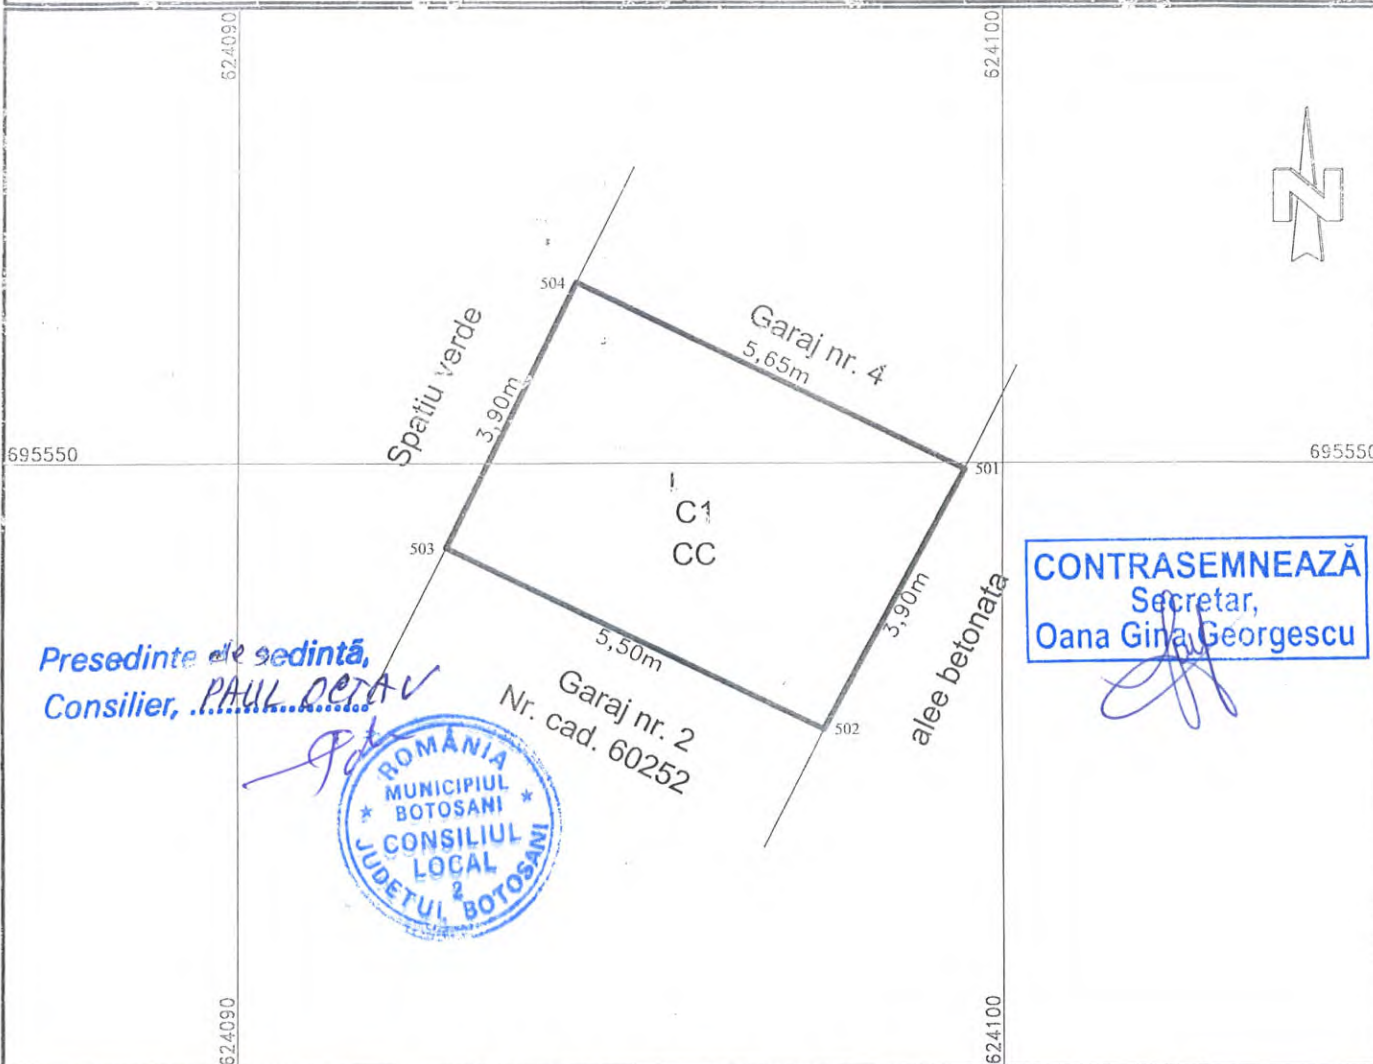 624090
624100
504
Garaj nr. 4
5,65m
Spatiu verde
3,90m
695550
695550
501
C1
CC
503
3,90m
alee betonata
CONTRASEMNEAZĂ
Secretar,
Oana Gina Georgescu
5,50m
Presedinte de sedintă,
Consilier, PAUL OCTAV
Garaj nr. 2
Nr. cad. 60252
502
ROMÂNIA
MUNICIPIUL
BOTOSANI
CONSILIUL
LOCAL
2
JUDETUL BOTOSANI
624090
624100